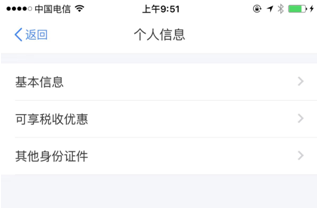 中国电信 上午9:51
返回 个人信息
基本信息
可享税收优惠
其他身份证件